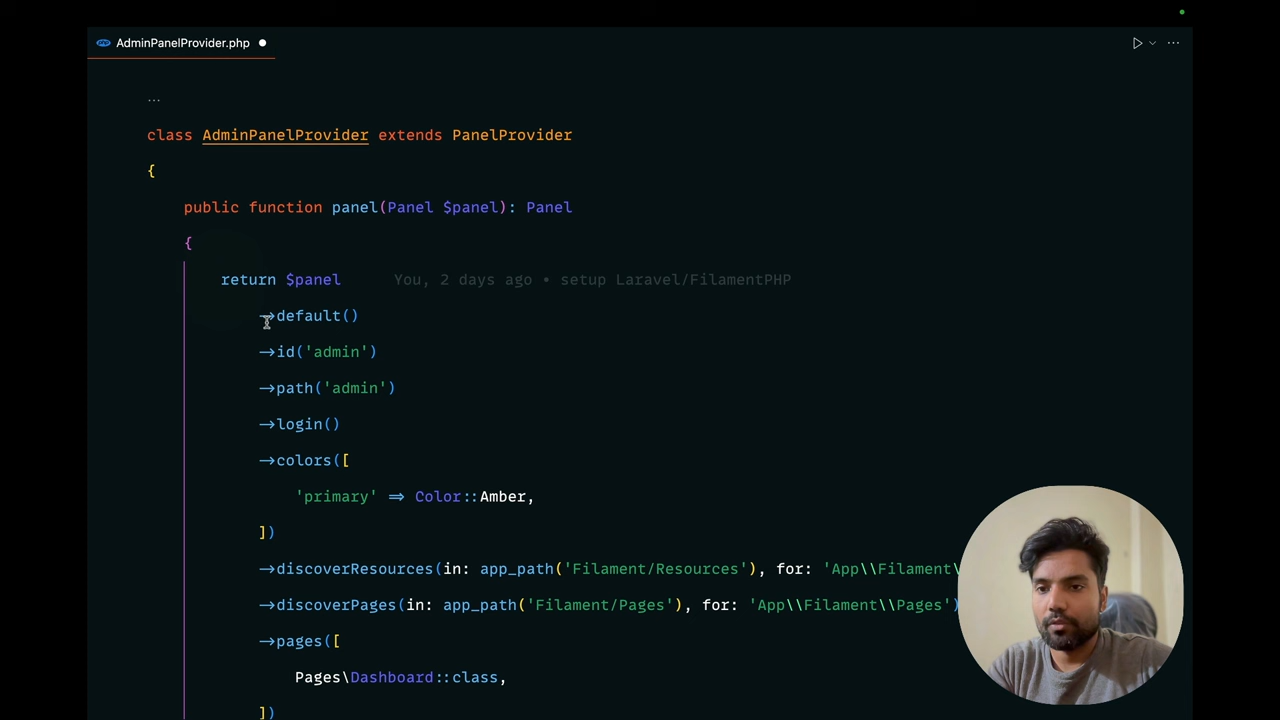 AdminPanelProvider.php
...
class AdminPanelProvider extends PanelProvider
{
public function panel(Panel $panel): Panel
{
return $panel You, 2 days ago • setup Laravel/FilamentPHP
->default()
->id('admin')
->path('admin')
->login()
->colors([
'primary' => Color::Amber,
])
->discoverResources(in: app_path('Filament/Resources'), for: 'App\\Filament\
->discoverPages(in: app_path('Filament/Pages'), for: 'App\\Filament\\Pages')
->pages([
Pages\Dashboard::class,
])